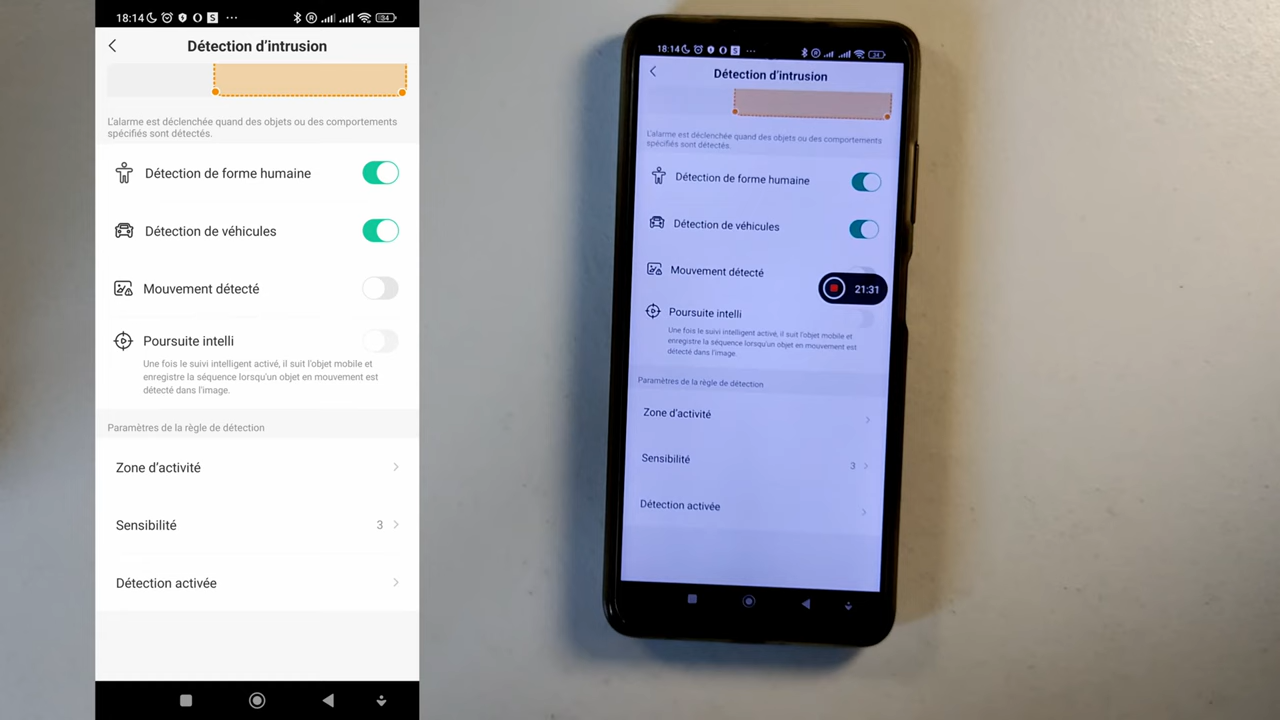 18:14
34
Détection d'intrusion
L'alarme est déclenchée quand des objets ou des comportements
spécifiés sont détectés.
Détection de forme humaine
Détection de véhicules
Mouvement détecté
Poursuite intelli
Une fois le suivi intelligent activé, il suit l'objet mobile et
enregistre la séquence lorsqu'un objet en mouvement est
détecté dans l'image.
Paramètres de la règle de détection
Zone d'activité
Sensibilité 3
Détection activée
18:14
34
Détection d'intrusion
L'alarme est déclenchée quand des objets ou des comportements
spécifiés sont détectés.
Détection de forme humaine
Détection de véhicules
Mouvement détecté
21:31
Poursuite intelli
Une fois le suivi intelligent activé, il suit l'objet mobile et
enregistre la séquence lorsqu'un objet en mouvement est
détecté dans l'image.
Paramètres de la règle de détection
Zone d'activité
Sensibilité 3
Détection activée